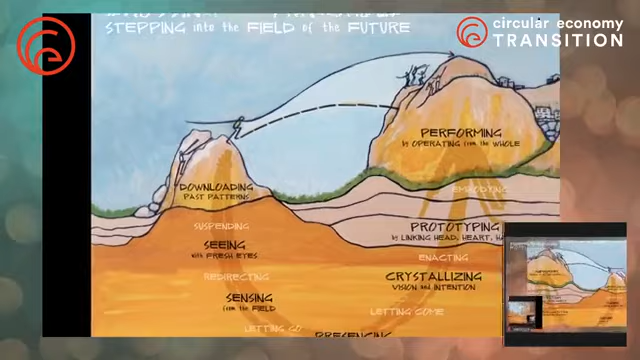 STEPPING into the FIELD of the FUTURE
circular economy
TRANSITION
PERFORMING
by OPERATING from the WHOLE
DOWNLOADING
PAST PATTERNS
EMBODYING
SUSPENDING
PROTOTYPING
by LINKING HEAD, HEART,
SEEING
with FRESH EYES
ENACTING
REDIRECTING
CRYSTALLIZING
VISION and INTENTION
SENSING
from the FIELD
LETTING COME
LETTING GO
PRESENCING